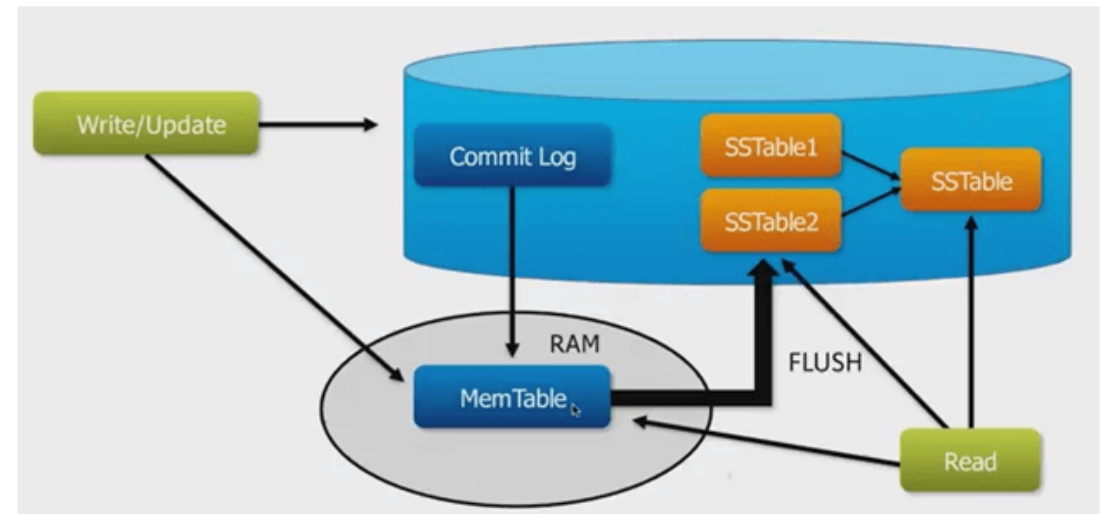 Write/Update
Commit Log
SSTable1
SSTable2
SSTable
RAM
MemTable
FLUSH
Read